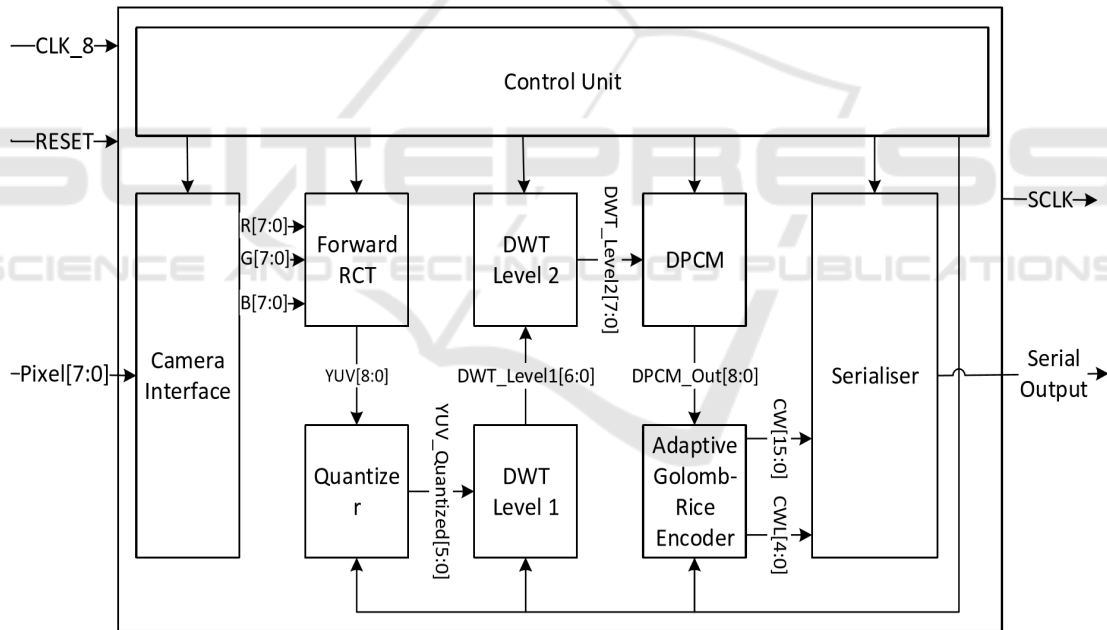 CLK_8
Control Unit
RESET
SCITEPRESS
SCIENCE AND TECHNOLOGY PUBLICATIONS
SCLK
R[7:0]
G[7:0]
B[7:0]
Forward
RCT
DWT
Level 2
DWT_Level2[7:0]
DPCM
Pixel[7:0]
Camera
Interface
YUV[8:0]
DWT_Level1[6:0]
DPCM_Out[8:0]
Serialiser
Serial
Output
Quantize
r
YUV_Quantized[5:0]
DWT
Level 1
Adaptive
Golomb-
Rice
Encoder
CW[15:0]
CWL[4:0]